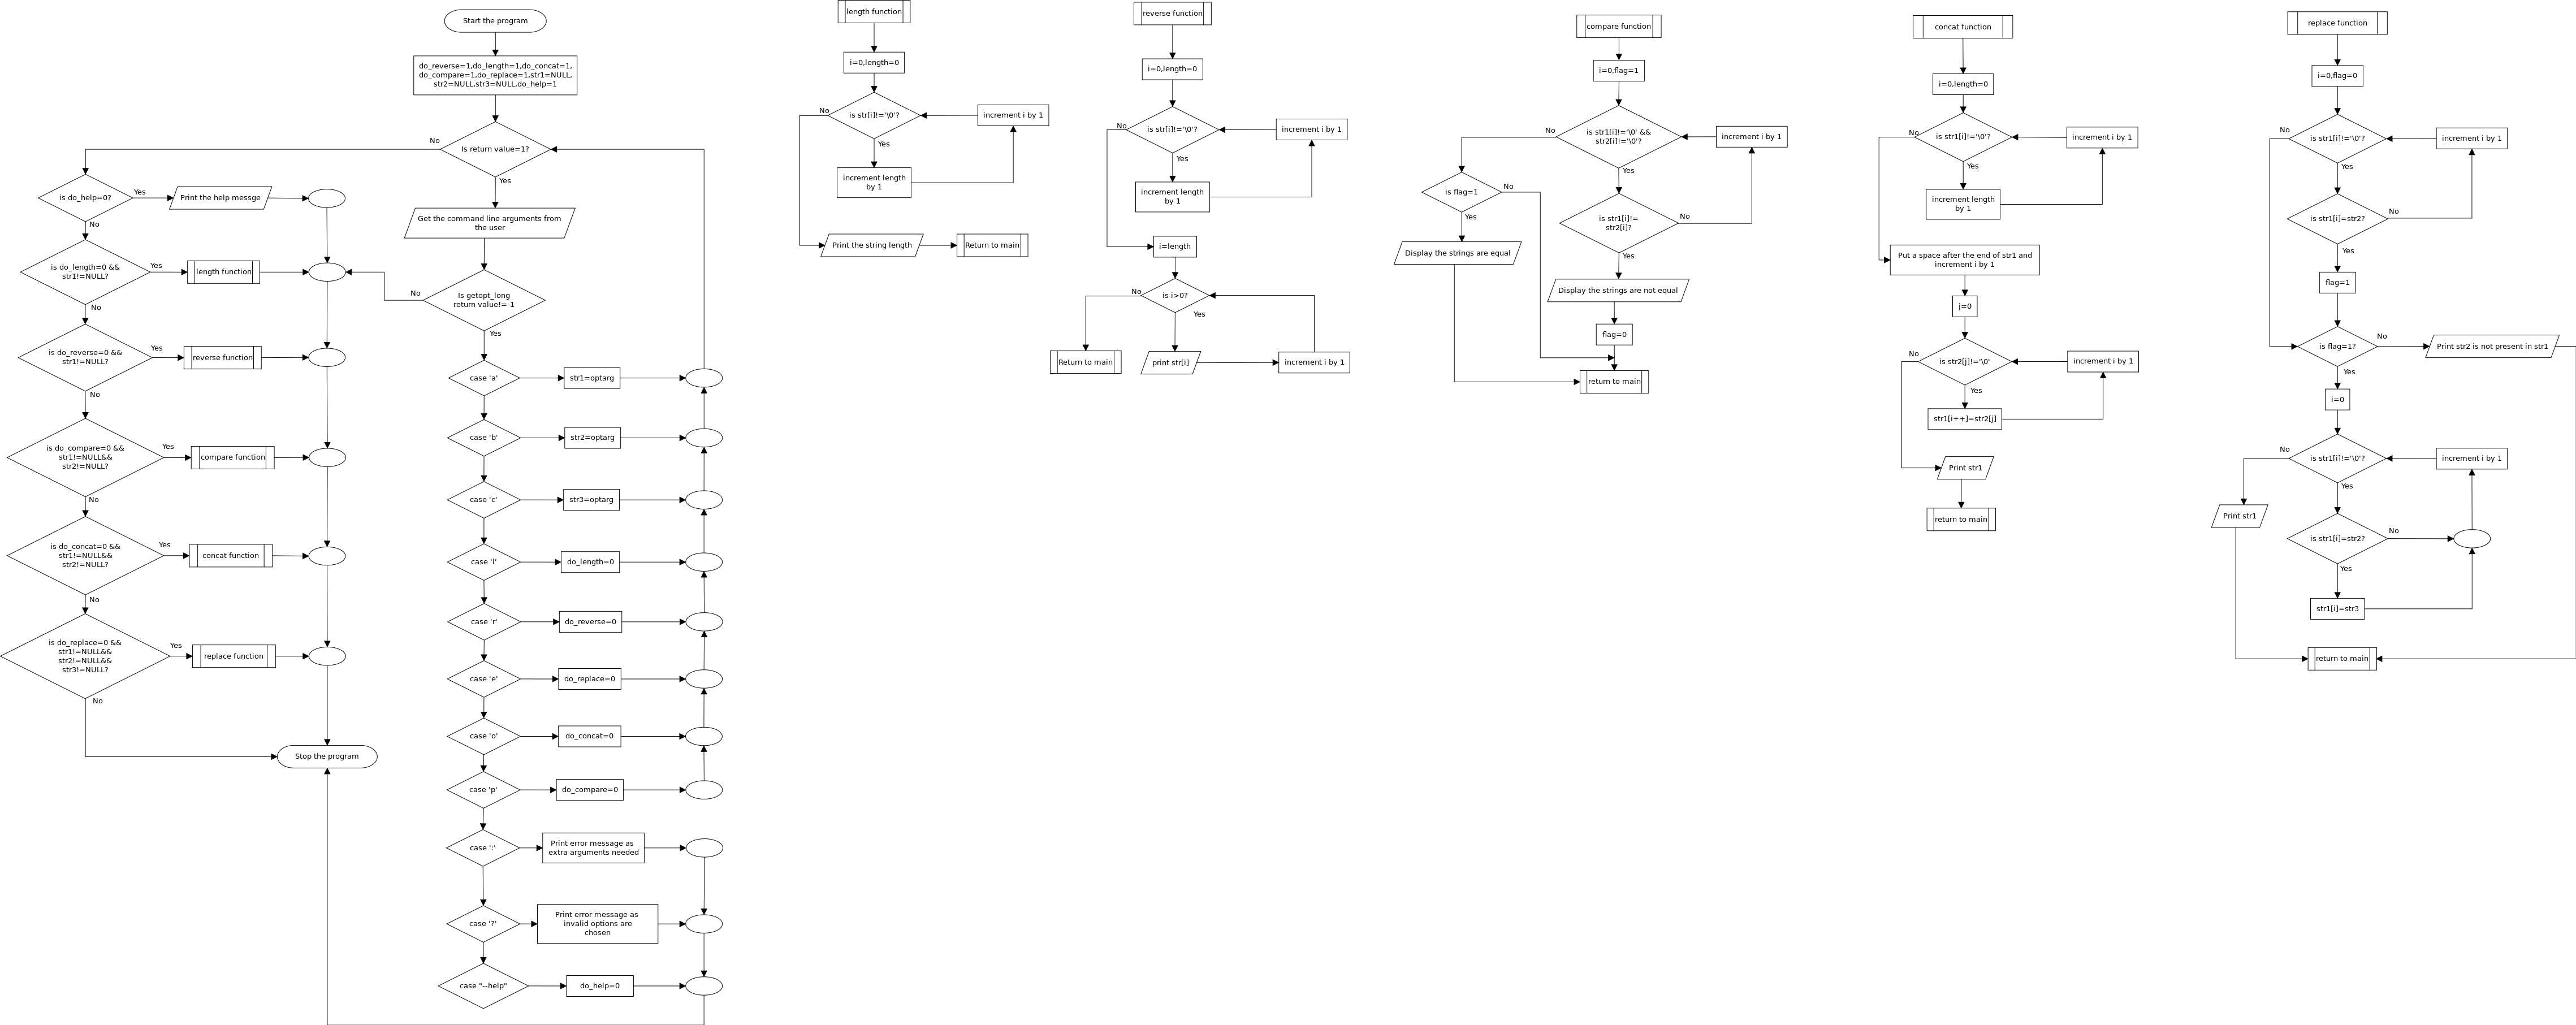 Start the program
do_reverse=1,do_length=1,do_concat=1,
do_compare=1,do_replace=1,str1=NULL,
str2=NULL,str3=NULL,do_help=1
Is return value=1?
No
Yes
Get the command line arguments from
the user
Is getopt_long
return value!=-1
No
Yes
case 'a'
str1=optarg
case 'b'
str2=optarg
case 'c'
str3=optarg
case 'l'
do_length=0
case 'r'
do_reverse=0
case 'e'
do_replace=0
case 'o'
do_concat=0
case 'p'
do_compare=0
case ':'
Print error message as
extra arguments needed
case '?'
Print error message as
invalid options are
chosen
case "--help"
do_help=0
is do_help=0?
Yes
Print the help messge
No
is do_length=0 &&
str1!=NULL?
Yes
length function
No
is do_reverse=0 &&
str1!=NULL?
Yes
reverse function
No
is do_compare=0 &&
str1!=NULL&&
str2!=NULL?
Yes
compare function
No
is do_concat=0 &&
str1!=NULL&&
str2!=NULL?
Yes
concat function
No
is do_replace=0 &&
str1!=NULL&&
str2!=NULL&&
str3!=NULL?
Yes
replace function
No
Stop the program
length function
i=0,length=0
is str[i]!='\0'?
No
increment i by 1
Yes
increment length
by 1
Print the string length
Return to main
reverse function
i=0,length=0
is str[i]!='\0'?
No
increment i by 1
Yes
increment length
by 1
i=length
is i>0?
No
Yes
Return to main
print str[i]
increment i by 1
compare function
i=0,flag=1
is str1[i]!='\0' &&
str2[i]!='\0'?
No
increment i by 1
Yes
is flag=1
No
Yes
is str1[i]!=
str2[i]?
No
Yes
Display the strings are equal
Display the strings are not equal
flag=0
return to main
concat function
i=0,length=0
is str1[i]!='\0'?
No
increment i by 1
Yes
increment length
by 1
Put a space after the end of str1 and
increment i by 1
j=0
is str2[j]!='\0'
No
increment i by 1
Yes
str1[i++]=str2[j]
Print str1
return to main
replace function
i=0,flag=0
is str1[i]!='\0'?
No
increment i by 1
Yes
is str1[i]=str2?
No
Yes
flag=1
is flag=1?
No
Print str2 is not present in str1
Yes
i=0
is str1[i]!='\0'?
No
increment i by 1
Yes
Print str1
is str1[i]=str2?
No
Yes
str1[i]=str3
return to main